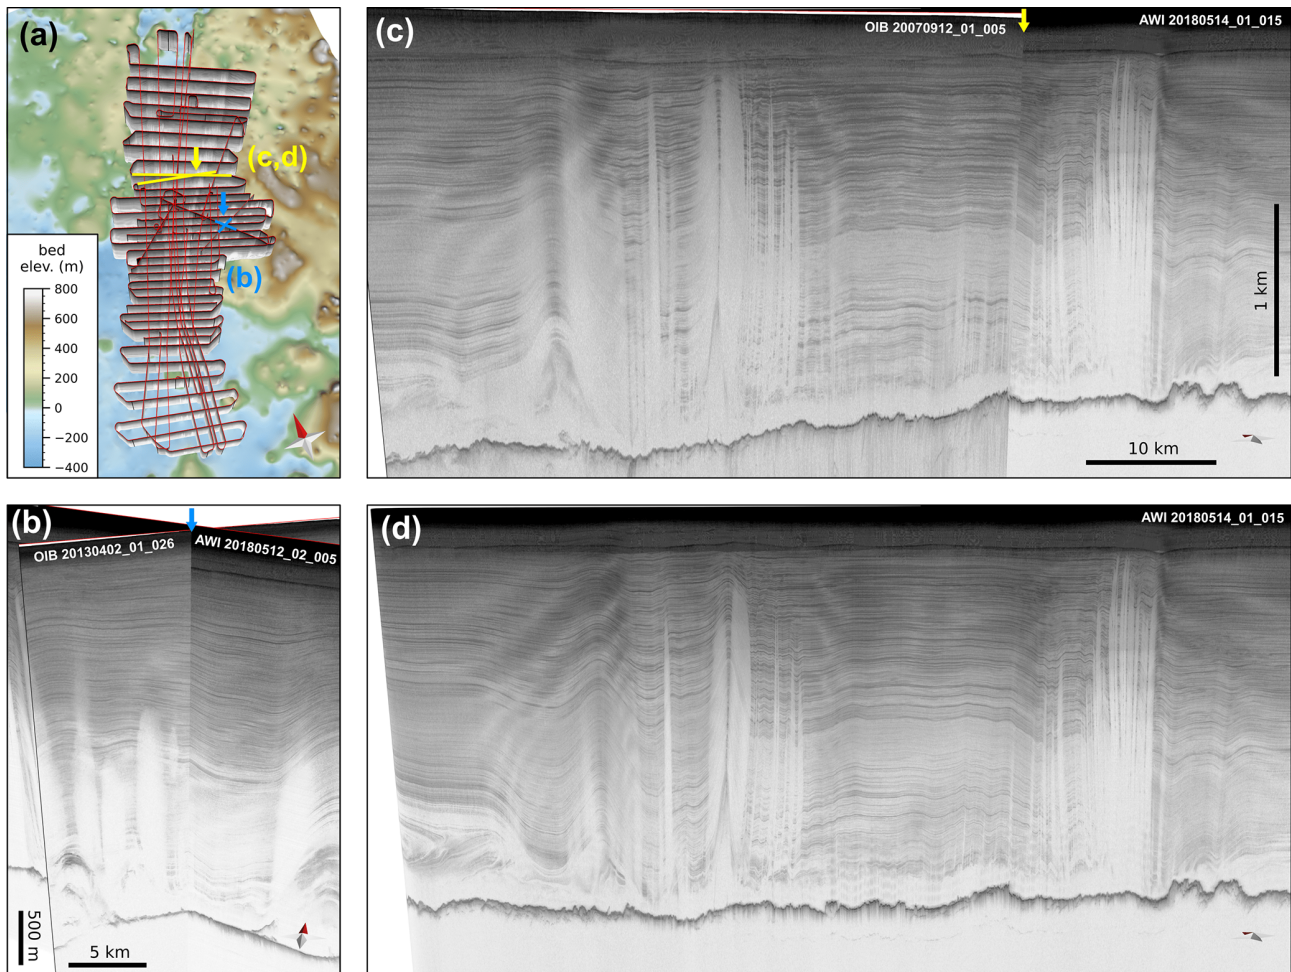 (a)
(c,d)
(b)
bed
elev. (m)
800
600
400
200
0
−200
−400
(c)
OIB 20070912_01_005
AWI 20180514_01_015
1 km
10 km
(b)
OIB 20130402_01_026
AWI 20180512_02_005
500 m
5 km
(d)
AWI 20180514_01_015